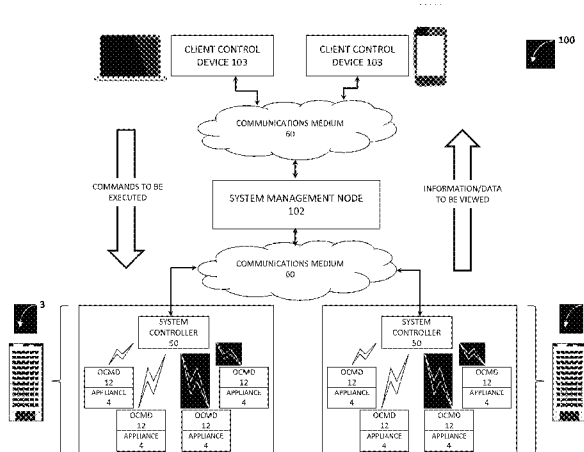 CLIENT CONTROL
DEVICE 103
CLIENT CONTROL
DEVICE 103
100
COMMUNICATIONS MEDIUM
60
COMMANDS TO BE
EXECUTED
SYSTEM MANAGEMENT NODE
102
INFORMATION/DATA
TO BE VIEWED
COMMUNICATIONS MEDIUM
60
3
SYSTEM
CONTROLLER
50
OCMD
12
APPLIANCE
4
OCMD
12
APPLIANCE
4
OCMD
12
APPLIANCE
4
OCMD
12
APPLIANCE
4
SYSTEM
CONTROLLER
50
OCMD
12
APPLIANCE
4
OCMD
12
APPLIANCE
4
OCMD
12
APPLIANCE
4
OCMD
12
APPLIANCE
4